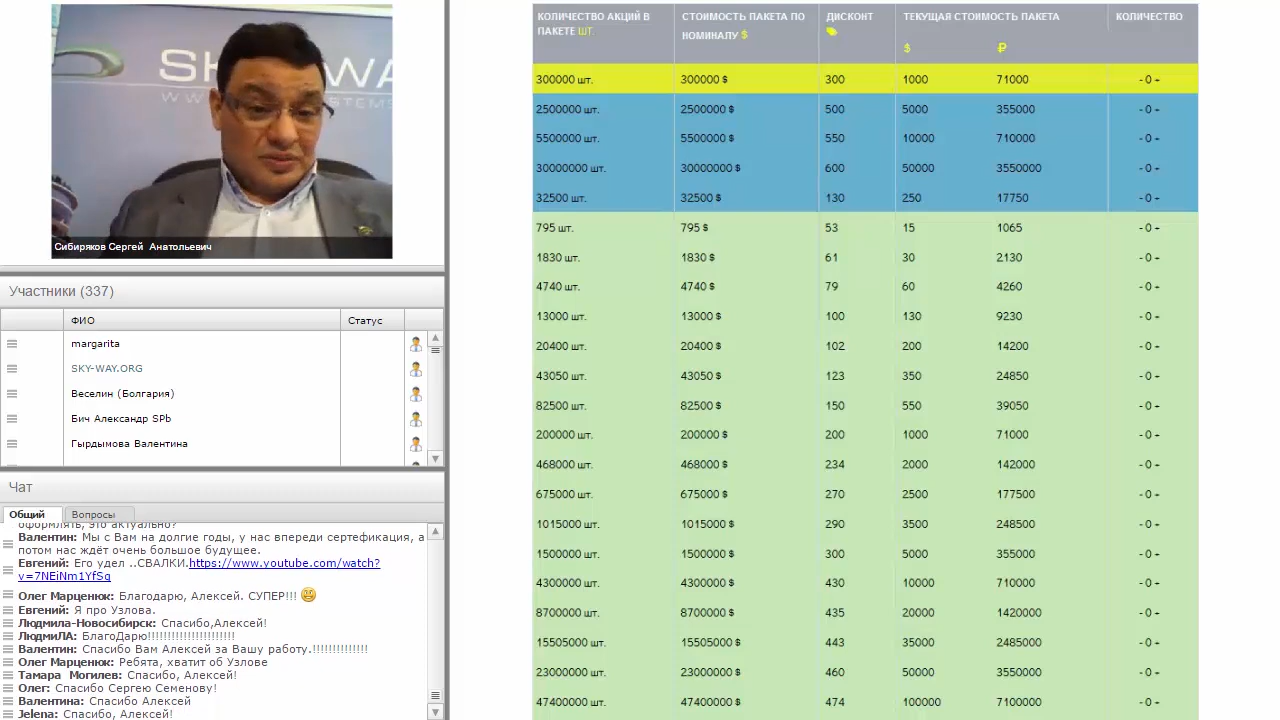 SK WAY
WW
STEMS
Сибиряков Сергей Анатольевич
Участники (337)
ФИО Статус
margarita
SKY-WAY.ORG
Веселин (Болгария)
Бич Александр SPb
Гырдымова Валентина
Чат
Общий Вопросы
оформлять, это актуально?
Валентин: Мы с Вам на долгие годы, у нас впереди сертефикация, а
потом нас ждёт очень большое будущее.
Евгений: Его удел ..СВАЛКИ.https://www.youtube.com/watch?
v=7NEiNm1YfSg
Олег Марценюк: Благодарю, Алексей. СУПЕР!!!
Евгений: Я про Узлова.
Людмила-Новосибирск: Спасибо,Алексей!
ЛюдмиЛА: БлагоДарю!!!!!!!!!!!!!!!!!!!!!!
Валентин: Спасибо Вам Алексей за Вашу работу.!!!!!!!!!!!!!!
Олег Марценюк: Ребята, хватит об Узлове
Тамара Могилев: Спасибо, Алексей!
Олег: Спасибо Сергею Семенову!
Валентина: Спасибо Алексей
Jelena: Спасибо, Алексей!
КОЛИЧЕСТВО АКЦИЙ В СТОИМОСТЬ ПАКЕТА ПО ДИСКОНТ ТЕКУЩАЯ СТОИМОСТЬ ПАКЕТА КОЛИЧЕСТВО
ПАКЕТЕ ШТ. НОМИНАЛУ $
$ ₽
300000 шт. 300000 $ 300 1000 71000 - 0 +
2500000 шт. 2500000 $ 500 5000 355000 - 0 +
5500000 шт. 5500000 $ 550 10000 710000 - 0 +
30000000 шт. 30000000 $ 600 50000 3550000 - 0 +
32500 шт. 32500 $ 130 250 17750 - 0 +
795 шт. 795 $ 53 15 1065 - 0 +
1830 шт. 1830 $ 61 30 2130 - 0 +
4740 шт. 4740 $ 79 60 4260 - 0 +
13000 шт. 13000 $ 100 130 9230 - 0 +
20400 шт. 20400 $ 102 200 14200 - 0 +
43050 шт. 43050 $ 123 350 24850 - 0 +
82500 шт. 82500 $ 150 550 39050 - 0 +
200000 шт. 200000 $ 200 1000 71000 - 0 +
468000 шт. 468000 $ 234 2000 142000 - 0 +
675000 шт. 675000 $ 270 2500 177500 - 0 +
1015000 шт. 1015000 $ 290 3500 248500 - 0 +
1500000 шт. 1500000 $ 300 5000 355000 - 0 +
4300000 шт. 4300000 $ 430 10000 710000 - 0 +
8700000 шт. 8700000 $ 435 20000 1420000 - 0 +
15505000 шт. 15505000 $ 443 35000 2485000 - 0 +
23000000 шт. 23000000 $ 460 50000 3550000 - 0 +
47400000 шт. 47400000 $ 474 100000 7100000 - 0 +